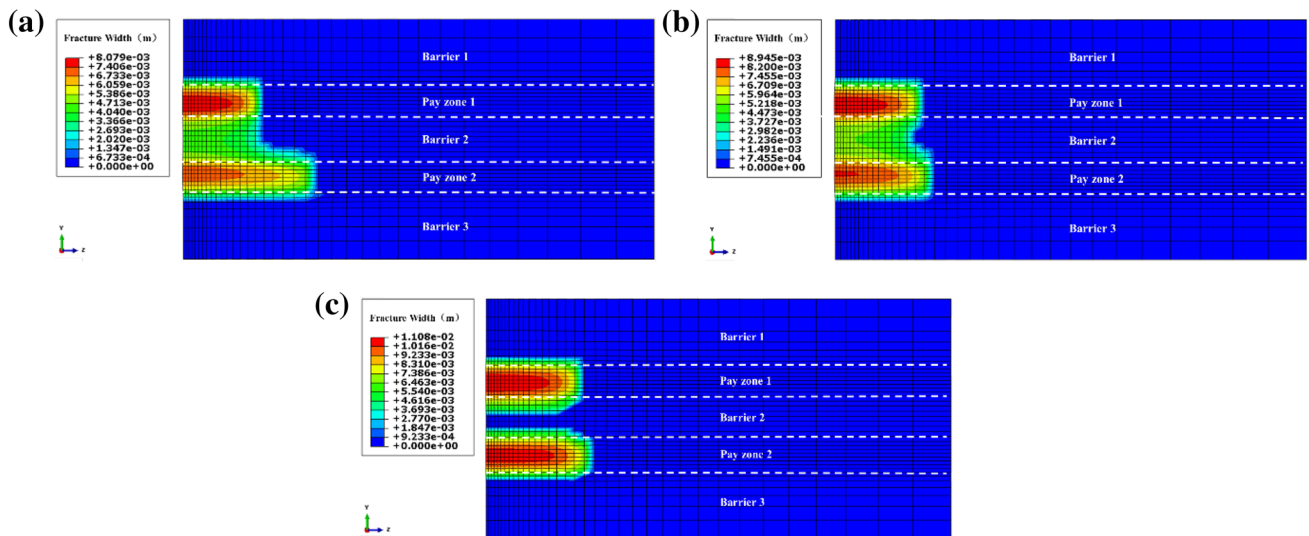 (a)
Fracture Width（m）
+8.079e-03
+7.406e-03
+6.733e-03
+6.059e-03
+5.386e-03
+4.713e-03
+4.040e-03
+3.366e-03
+2.693e-03
+2.020e-03
+1.347e-03
+6.733e-04
+0.000e+00
Barrier 1
Pay zone 1
Barrier 2
Pay zone 2
Barrier 3
Y
Z
(b)
Fracture Width（m）
+8.945e-03
+8.200e-03
+7.455e-03
+6.709e-03
+5.964e-03
+5.218e-03
+4.473e-03
+3.727e-03
+2.982e-03
+2.236e-03
+1.491e-03
+7.455e-04
+0.000e+00
Barrier 1
Pay zone 1
Barrier 2
Pay zone 2
Barrier 3
Y
Z
(c)
Fracture Width（m）
+1.108e-02
+1.016e-02
+9.233e-03
+8.310e-03
+7.386e-03
+6.463e-03
+5.540e-03
+4.616e-03
+3.693e-03
+2.770e-03
+1.847e-03
+9.233e-04
+0.000e+00
Barrier 1
Pay zone 1
Barrier 2
Pay zone 2
Barrier 3
Y
Z